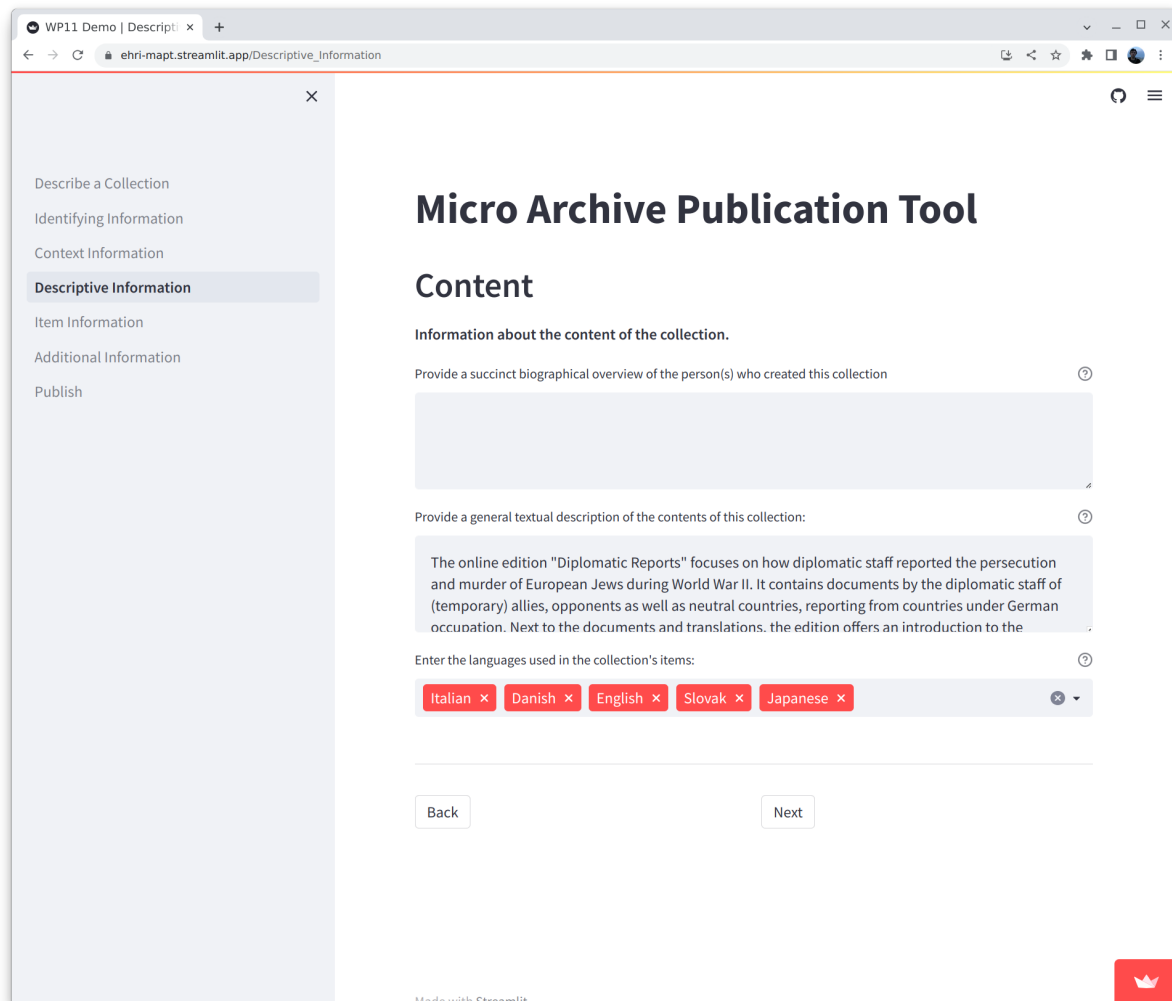 WP11 Demo | Descripti
ehri-mapt.streamlit.app/Descriptive_Information
Describe a Collection
Identifying Information
Context Information
Descriptive Information
Item Information
Additional Information
Publish
Micro Archive Publication Tool
Content
Information about the content of the collection.
Provide a succinct biographical overview of the person(s) who created this collection
Provide a general textual description of the contents of this collection:
The online edition "Diplomatic Reports" focuses on how diplomatic staff reported the persecution
and murder of European Jews during World War II. It contains documents by the diplomatic staff of
(temporary) allies, opponents as well as neutral countries, reporting from countries under German
occupation. Next to the documents and translations, the edition offers an introduction to the
Enter the languages used in the collection's items:
Italian Danish English Slovak Japanese
Back Next
Made with Streamlit